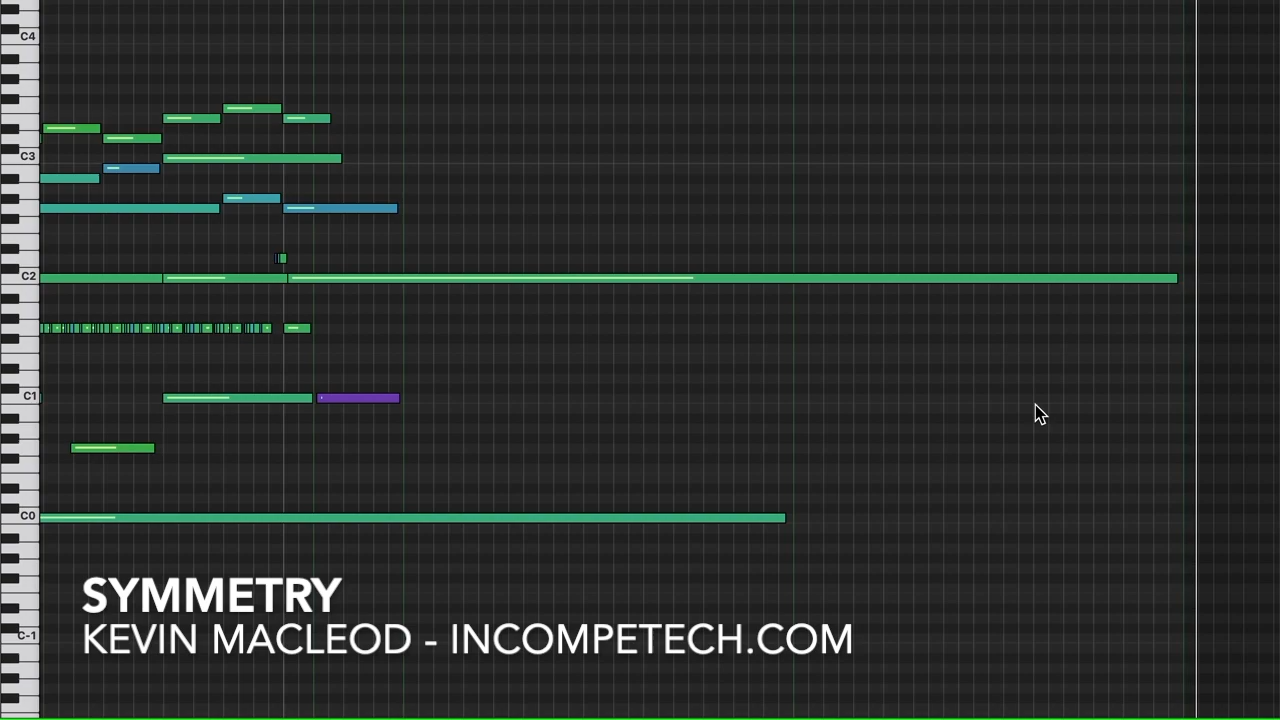 C4
C3
C2
C1
C0
SYMMETRY
C-1
KEVIN MACLEOD - INCOMPETECH.COM